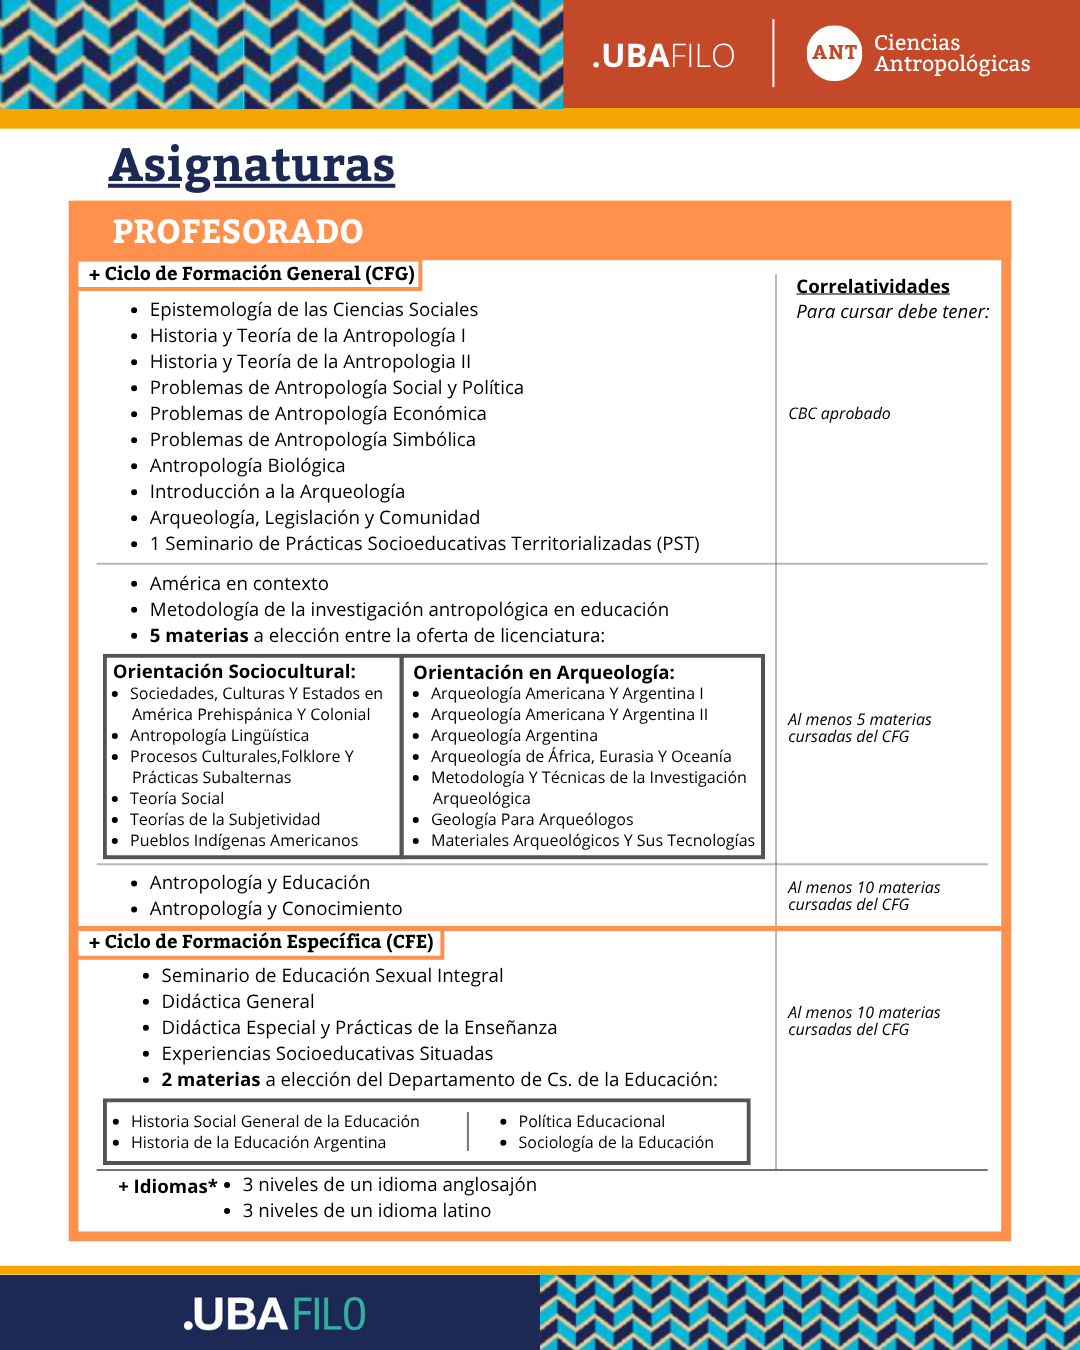 .UBAFILO
ANT
Ciencias
Antropológicas
Asignaturas
PROFESORADO
+ Ciclo de Formación General (CFG)
Correlatividades
Para cursar debe tener:
• Epistemología de las Ciencias Sociales
• Historia y Teoría de la Antropología I
• Historia y Teoría de la Antropologia II
• Problemas de Antropología Social y Política
• Problemas de Antropología Económica
• Problemas de Antropología Simbólica
• Antropología Biológica
• Introducción a la Arqueología
• Arqueología, Legislación y Comunidad
• 1 Seminario de Prácticas Socioeducativas Territorializadas (PST)
CBC aprobado
• América en contexto
• Metodología de la investigación antropológica en educación
• 5 materias a elección entre la oferta de licenciatura:
Orientación Sociocultural:
• Sociedades, Culturas Y Estados en
América Prehispánica Y Colonial
• Antropología Lingüística
• Procesos Culturales,Folklore Y
Prácticas Subalternas
• Teoría Social
• Teorías de la Subjetividad
• Pueblos Indígenas Americanos
Orientación en Arqueología:
• Arqueología Americana Y Argentina I
• Arqueología Americana Y Argentina II
• Arqueología Argentina
• Arqueología de África, Eurasia Y Oceanía
• Metodología Y Técnicas de la Investigación
Arqueológica
• Geología Para Arqueólogos
• Materiales Arqueológicos Y Sus Tecnologías
Al menos 5 materias
cursadas del CFG
• Antropología y Educación
• Antropología y Conocimiento
Al menos 10 materias
cursadas del CFG
+ Ciclo de Formación Específica (CFE)
• Seminario de Educación Sexual Integral
• Didáctica General
• Didáctica Especial y Prácticas de la Enseñanza
• Experiencias Socioeducativas Situadas
• 2 materias a elección del Departamento de Cs. de la Educación:
Al menos 10 materias
cursadas del CFG
• Historia Social General de la Educación
• Historia de la Educación Argentina
• Política Educacional
• Sociología de la Educación
+ Idiomas* • 3 niveles de un idioma anglosajón
• 3 niveles de un idioma latino
.UBAFILO